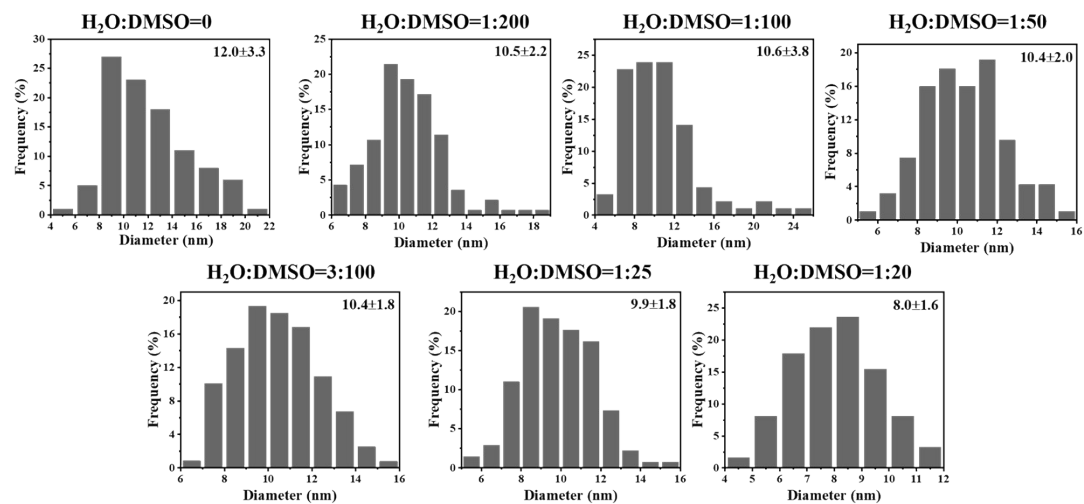 H₂O:DMSO=0
12.0±3.3
Frequency (%)
30
25
20
15
10
5
0
4 6 8 10 12 14 16 18 20 22
Diameter (nm)
H₂O:DMSO=1:200
10.5±2.2
Frequency (%)
25
20
15
10
5
0
6 8 10 12 14 16 18
Diameter (nm)
H₂O:DMSO=1:100
10.6±3.8
Frequency (%)
25
20
15
10
5
0
4 8 12 16 20 24
Diameter (nm)
H₂O:DMSO=1:50
10.4±2.0
Frequency (%)
20
16
12
8
4
0
6 8 10 12 14 16
Diameter (nm)
H₂O:DMSO=3:100
10.4±1.8
Frequency (%)
20
16
12
8
4
0
6 8 10 12 14 16
Diameter (nm)
H₂O:DMSO=1:25
9.9±1.8
Frequency (%)
20
15
10
5
0
6 8 10 12 14 16
Diameter (nm)
H₂O:DMSO=1:20
8.0±1.6
Frequency (%)
25
20
15
10
5
0
4 5 6 7 8 9 10 11 12
Diameter (nm)